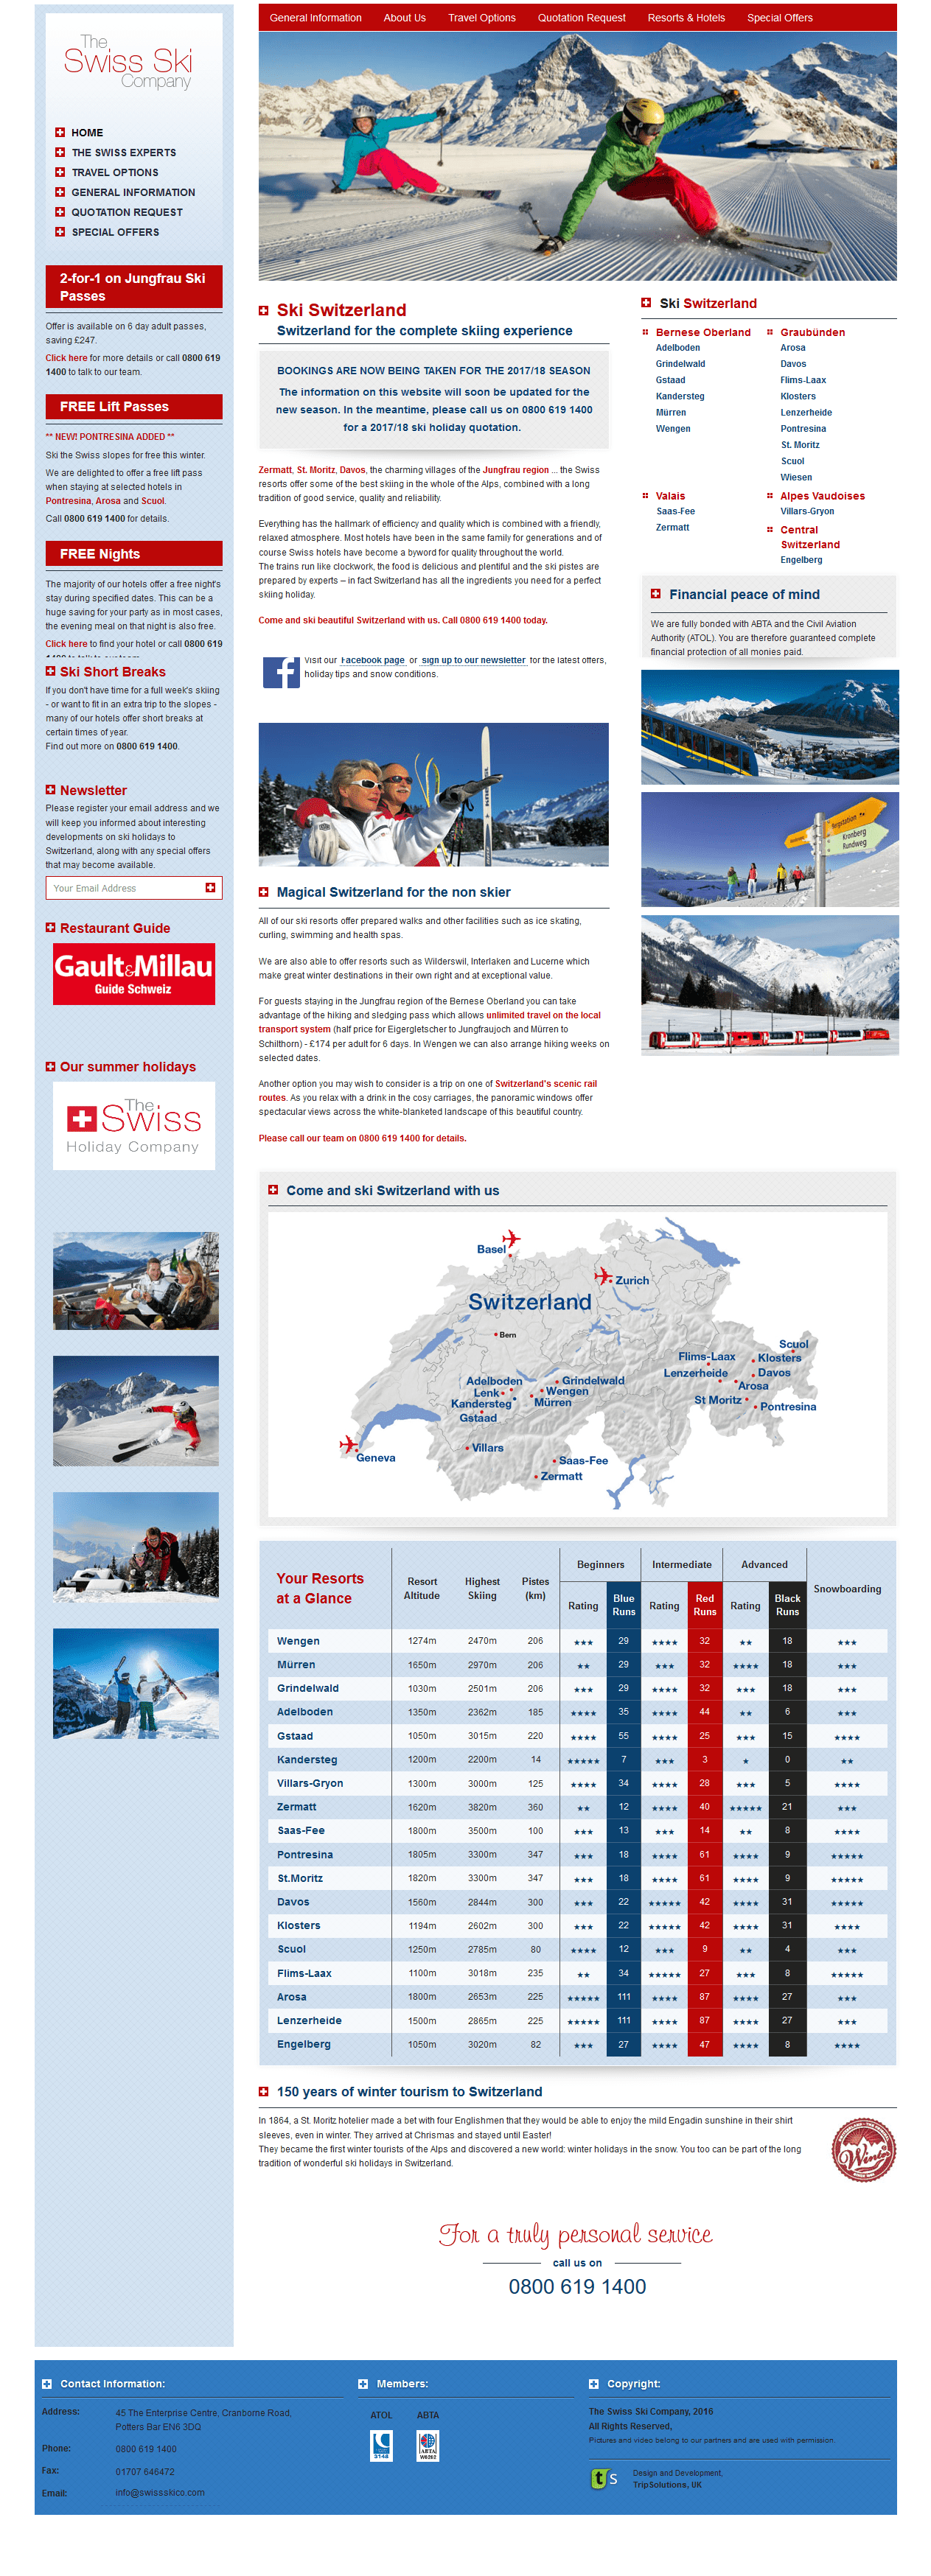 General Information About Us Travel Options Quotation Request Resorts & Hotels Special Offers
The
Swiss Ski
Company
HOME
THE SWISS EXPERTS
TRAVEL OPTIONS
GENERAL INFORMATION
QUOTATION REQUEST
SPECIAL OFFERS
2-for-1 on Jungfrau Ski
Passes
Offer is available on 6 day adult passes,
saving £247.
Click here for more details or call 0800 619
1400 to talk to our team.
FREE Lift Passes
** NEW! PONTRESINA ADDED **
Ski the Swiss slopes for free this winter.
We are delighted to offer a free lift pass
when staying at selected hotels in
Pontresina, Arosa and Scuol.
Call 0800 619 1400 for details.
FREE Nights
The majority of our hotels offer a free night's
stay during specified dates. This can be a
huge saving for your party as in most cases,
the evening meal on that night is also free.
Click here to find your hotel or call 0800 619
1400 to talk to our team.
Ski Short Breaks
If you don't have time for a full week's skiing
- or want to fit in an extra trip to the slopes -
many of our hotels offer short breaks at
certain times of year.
Find out more on 0800 619 1400.
Newsletter
Please register your email address and we
will keep you informed about interesting
developments on ski holidays to
Switzerland, along with any special offers
that may become available.
Your Email Address
Restaurant Guide
Gault&Millau
Guide Schweiz
Our summer holidays
The
Swiss
Holiday Company
Ski Switzerland
Switzerland for the complete skiing experience
BOOKINGS ARE NOW BEING TAKEN FOR THE 2017/18 SEASON
The information on this website will soon be updated for the
new season. In the meantime, please call us on 0800 619 1400
for a 2017/18 ski holiday quotation.
Zermatt, St. Moritz, Davos, the charming villages of the Jungfrau region ... the Swiss
resorts offer some of the best skiing in the whole of the Alps, combined with a long
tradition of good service, quality and reliability.
Everything has the hallmark of efficiency and quality which is combined with a friendly,
relaxed atmosphere. Most hotels have been in the same family for generations and of
course Swiss hotels have become a byword for quality throughout the world.
The trains run like clockwork, the food is delicious and plentiful and the ski pistes are
prepared by experts – in fact Switzerland has all the ingredients you need for a perfect
skiing holiday.
Come and ski beautiful Switzerland with us. Call 0800 619 1400 today.
Visit our Facebook page or sign up to our newsletter for the latest offers,
holiday tips and snow conditions.
Magical Switzerland for the non skier
All of our ski resorts offer prepared walks and other facilities such as ice skating,
curling, swimming and health spas.
We are also able to offer resorts such as Wilderswil, Interlaken and Lucerne which
make great winter destinations in their own right and at exceptional value.
For guests staying in the Jungfrau region of the Bernese Oberland you can take
advantage of the hiking and sledging pass which allows unlimited travel on the local
transport system (half price for Eigergletscher to Jungfraujoch and Mürren to
Schilthorn) - £174 per adult for 6 days. In Wengen we can also arrange hiking weeks on
selected dates.
Another option you may wish to consider is a trip on one of Switzerland's scenic rail
routes. As you relax with a drink in the cosy carriages, the panoramic windows offer
spectacular views across the white-blanketed landscape of this beautiful country.
Please call our team on 0800 619 1400 for details.
Ski Switzerland
Bernese Oberland
Adelboden
Grindelwald
Gstaad
Kandersteg
Mürren
Wengen
Graubünden
Arosa
Davos
Flims-Laax
Klosters
Lenzerheide
Pontresina
St. Moritz
Scuol
Wiesen
Valais
Saas-Fee
Zermatt
Alpes Vaudoises
Villars-Gryon
Central
Switzerland
Engelberg
Financial peace of mind
We are fully bonded with ABTA and the Civil Aviation
Authority (ATOL). You are therefore guaranteed complete
financial protection of all monies paid.
Bergstation
Kronberg
Rundweg
Come and ski Switzerland with us
Basel
Zurich
Switzerland
Bern
Scuol
Flims-Laax
Klosters
Lenzerheide
Davos
Arosa
St Moritz
Pontresina
Adelboden
Grindelwald
Lenk
Wengen
Kandersteg
Mürren
Gstaad
Villars
Geneva
Saas-Fee
Zermatt
Your Resorts
at a Glance
Resort
Altitude
Highest
Skiing
Pistes
(km)
Beginners Intermediate Advanced
Snowboarding
Rating Blue Runs Rating Red Runs Rating Black Runs
Wengen 1274m 2470m 206 ★★★ 29 ★★★★ 32 ★★ 18 ★★★
Mürren 1650m 2970m 206 ★★ 29 ★★★ 32 ★★★★ 18 ★★★
Grindelwald 1030m 2501m 206 ★★★ 29 ★★★★ 32 ★★★ 18 ★★★
Adelboden 1350m 2362m 185 ★★★★ 35 ★★★★ 44 ★★ 6 ★★★
Gstaad 1050m 3015m 220 ★★★★ 55 ★★★★ 25 ★★★ 15 ★★★★
Kandersteg 1200m 2200m 14 ★★★★★ 7 ★★★ 3 ★ 0 ★★
Villars-Gryon 1300m 3000m 125 ★★★★ 34 ★★★★ 28 ★★★ 5 ★★★★
Zermatt 1620m 3820m 360 ★★ 12 ★★★★ 40 ★★★★★ 21 ★★★
Saas-Fee 1800m 3500m 100 ★★★ 13 ★★★ 14 ★★ 8 ★★★★
Pontresina 1805m 3300m 347 ★★★ 18 ★★★★ 61 ★★★★ 9 ★★★★★
St.Moritz 1820m 3300m 347 ★★★ 18 ★★★★ 61 ★★★★ 9 ★★★★★
Davos 1560m 2844m 300 ★★★ 22 ★★★★★ 42 ★★★★ 31 ★★★★★
Klosters 1194m 2602m 300 ★★★ 22 ★★★★★ 42 ★★★★ 31 ★★★★
Scuol 1250m 2785m 80 ★★★★ 12 ★★★ 9 ★★ 4 ★★★
Flims-Laax 1100m 3018m 235 ★★ 34 ★★★★★ 27 ★★★ 8 ★★★★★
Arosa 1800m 2653m 225 ★★★★★ 111 ★★★★ 87 ★★★★ 27 ★★★
Lenzerheide 1500m 2865m 225 ★★★★★ 111 ★★★★ 87 ★★★★ 27 ★★★
Engelberg 1050m 3020m 82 ★★★ 27 ★★★★ 47 ★★★★ 8 ★★★★
150 years of winter tourism to Switzerland
In 1864, a St. Moritz hotelier made a bet with four Englishmen that they would be able to enjoy the mild Engadin sunshine in their shirt
sleeves, even in winter. They arrived at Chrismas and stayed until Easter!
They became the first winter tourists of the Alps and discovered a new world: winter holidays in the snow. You too can be part of the long
tradition of wonderful ski holidays in Switzerland.
Winter
For a truly personal service
call us on
0800 619 1400
Contact Information:
Address: 45 The Enterprise Centre, Cranborne Road,
Potters Bar EN6 3DQ
Phone: 0800 619 1400
Fax: 01707 646472
Email: info@swissskico.com
Members:
ATOL ABTA
3148
ABTA
W6262
Copyright:
The Swiss Ski Company, 2016
All Rights Reserved,
Pictures and video belong to our partners and are used with permission.
ts
Design and Development,
TripSolutions, UK